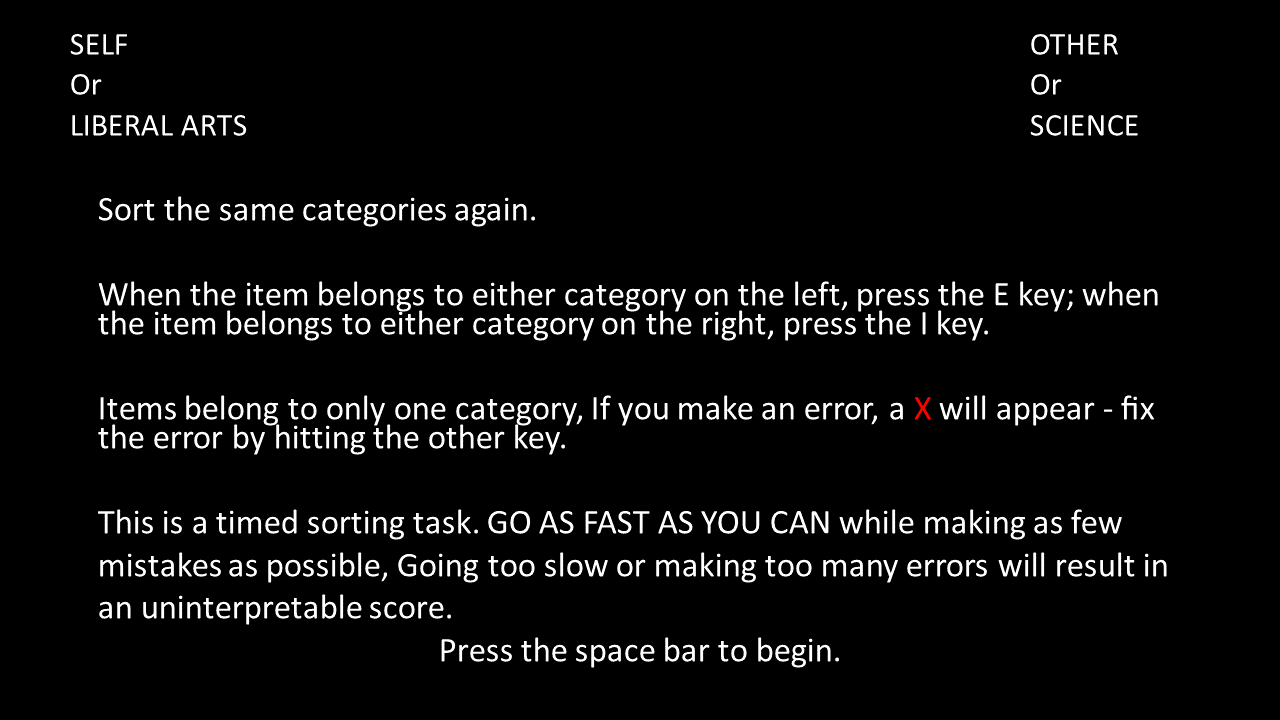 SELF
Or
LIBERAL ARTS
OTHER
Or
SCIENCE
Sort the same categories again.
When the item belongs to either category on the left, press the E key; when
the item belongs to either category on the right, press the I key.
Items belong to only one category, If you make an error, a X will appear - fix
the error by hitting the other key.
This is a timed sorting task. GO AS FAST AS YOU CAN while making as few
mistakes as possible, Going too slow or making too many errors will result in
an uninterpretable score.
Press the space bar to begin.